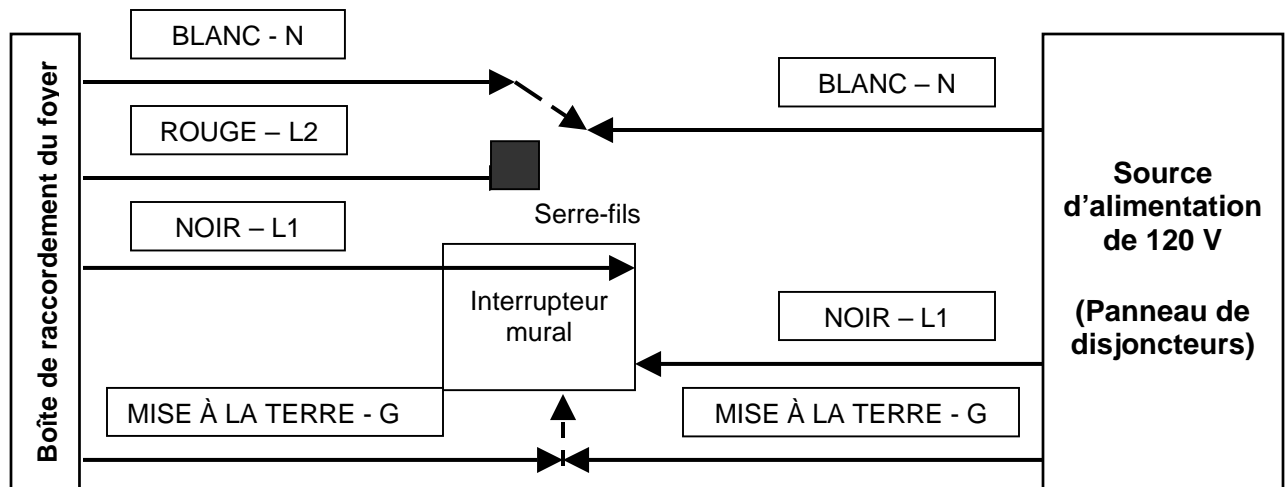 Boîte de raccordement du foyer
BLANC - N
ROUGE – L2
NOIR – L1
MISE À LA TERRE - G
Serre-fils
Interrupteur
mural
BLANC – N
NOIR – L1
MISE À LA TERRE - G
Source
d’alimentation
de 120 V
(Panneau de
disjoncteurs)